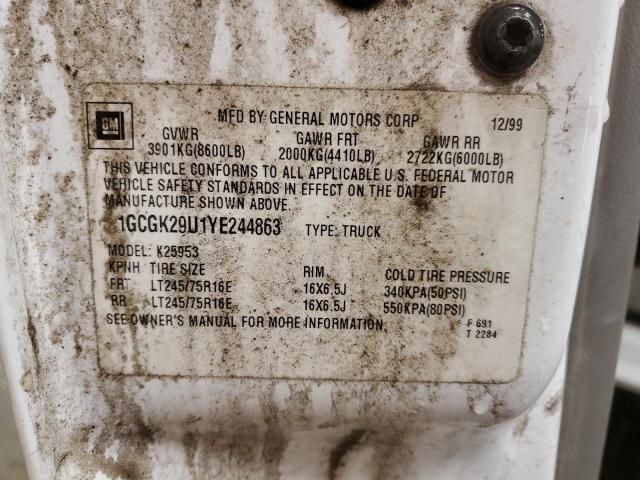 GM
MFD BY GENERAL MOTORS CORP 12/99
GVWR GAWR FRT GAWR RR
3901KG(8600LB) 2000KG(4410LB) 2722KG(6000LB)
THIS VEHICLE CONFORMS TO ALL APPLICABLE U.S. FEDERAL MOTOR
VEHICLE SAFETY STANDARDS IN EFFECT ON THE DATE OF
MANUFACTURE SHOWN ABOVE.
1GCGK29U1YE244863 TYPE: TRUCK
MODEL: K25953
KPNH TIRE SIZE RIM COLD TIRE PRESSURE
FRT LT245/75R16E 16X6.5J 340KPA(50PSI)
RR LT245/75R16E 16X6.5J 550KPA(80PSI)
SEE OWNER'S MANUAL FOR MORE INFORMATION. F 691
T 2284